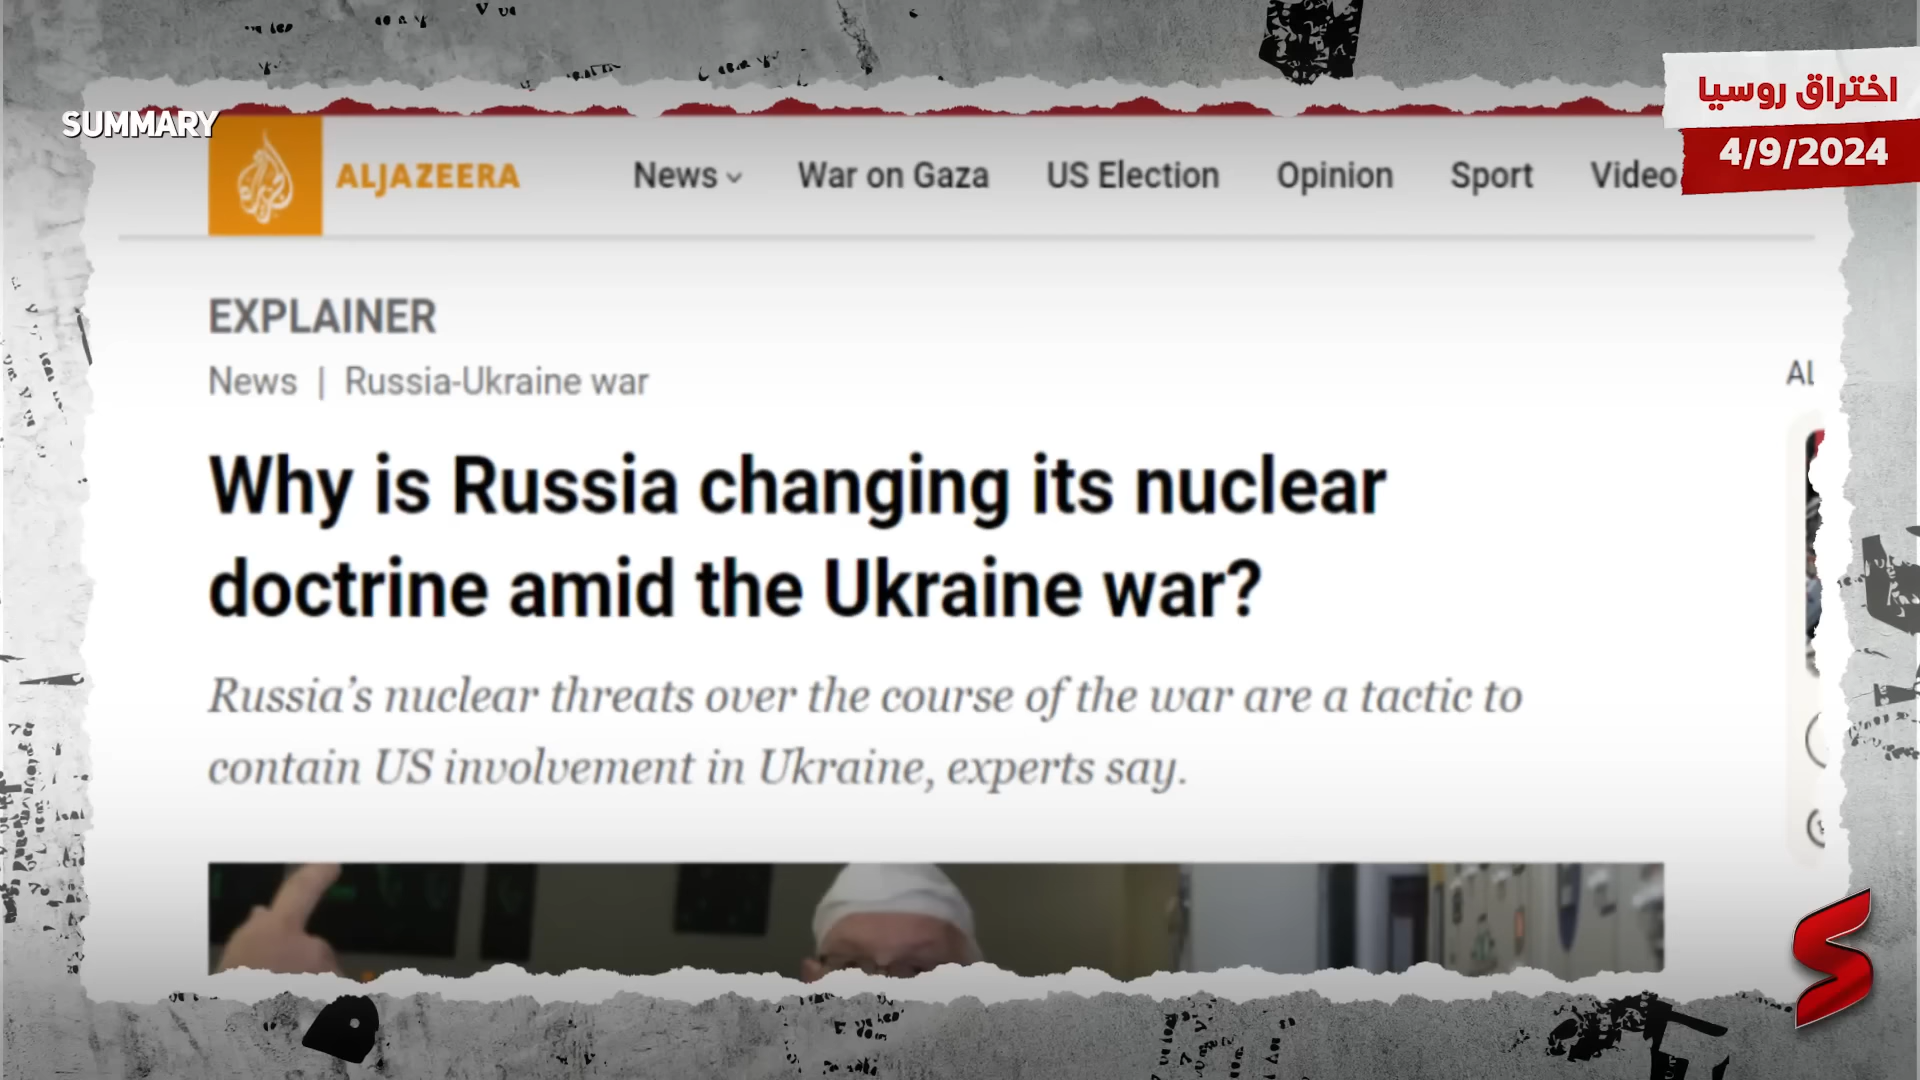 SUMMARY
اختراق روسيا
4/9/2024
ALJAZEERA
News
War on Gaza
US Election
Opinion
Sport
Video
EXPLAINER
News | Russia-Ukraine war
Al
Why is Russia changing its nuclear
doctrine amid the Ukraine war?
Russia's nuclear threats over the course of the war are a tactic to
contain US involvement in Ukraine, experts say.